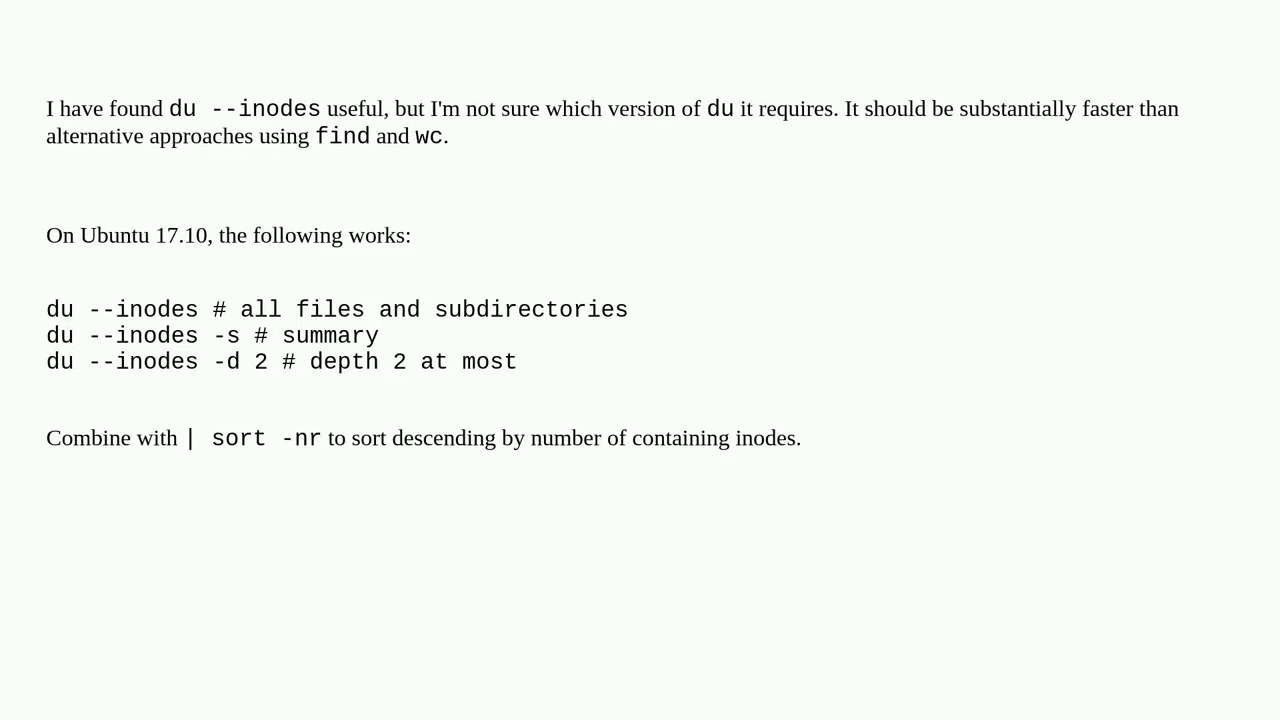 I have found du --inodes useful, but I'm not sure which version of du it requires. It should be substantially faster than
alternative approaches using find and wc.
On Ubuntu 17.10, the following works:
du --inodes # all files and subdirectories
du --inodes -s # summary
du --inodes -d 2 # depth 2 at most
Combine with | sort -nr to sort descending by number of containing inodes.